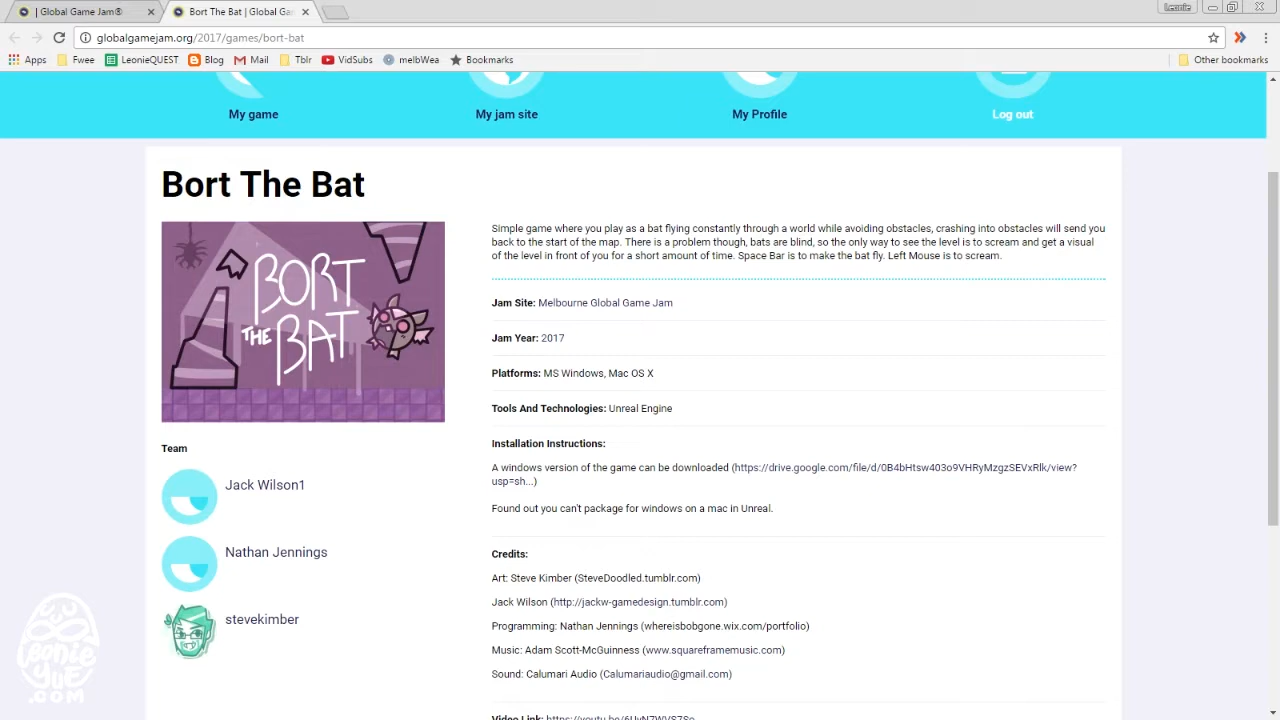 | Global Game Jam®
Bort The Bat | Global Gam
Leonie
globalgamejam.org/2017/games/bort-bat
Apps Fwee LeonieQUEST Blog Mail Tblr VidSubs melbWea Bookmarks Other bookmarks
My game My jam site My Profile Log out
Bort The Bat
BORT
THE
BAT
Simple game where you play as a bat flying constantly through a world while avoiding obstacles, crashing into obstacles will send you
back to the start of the map. There is a problem though, bats are blind, so the only way to see the level is to scream and get a visual
of the level in front of you for a short amount of time. Space Bar is to make the bat fly. Left Mouse is to scream.
Jam Site: Melbourne Global Game Jam
Jam Year: 2017
Platforms: MS Windows, Mac OS X
Tools And Technologies: Unreal Engine
Installation Instructions:
A windows version of the game can be downloaded (https://drive.google.com/file/d/0B4bHtsw403o9VHRyMzgzSEVxRlk/view?
usp=sh...)
Found out you can't package for windows on a mac in Unreal.
Credits:
Art: Steve Kimber (SteveDoodled.tumblr.com)
Jack Wilson (http://jackw-gamedesign.tumblr.com)
Programming: Nathan Jennings (whereisbobgone.wix.com/portfolio)
Music: Adam Scott-McGuinness (www.squareframemusic.com)
Sound: Calumari Audio (Calumariaudio@gmail.com)
Video Link:
Team
Jack Wilson1
Nathan Jennings
stevekimber
Leonie
Yue
.com